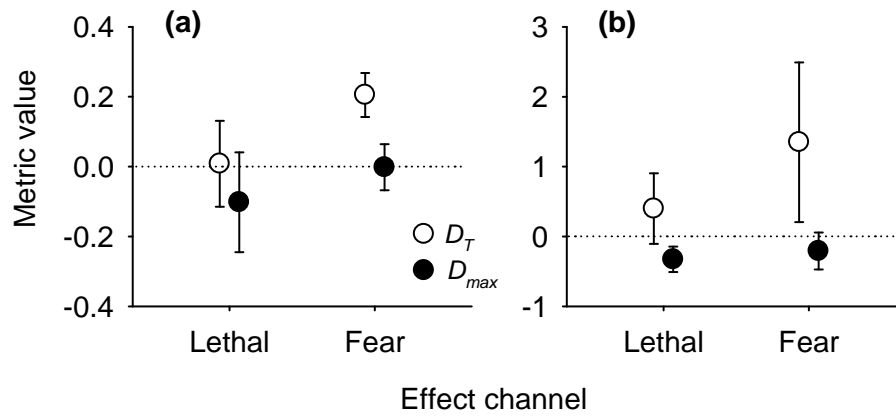 (a)
(b)
Metric value
0.4
0.2
0.0
-0.2
-0.4
3
2
1
0
-1
D_T
D_max
Lethal
Fear
Lethal
Fear
Effect channel